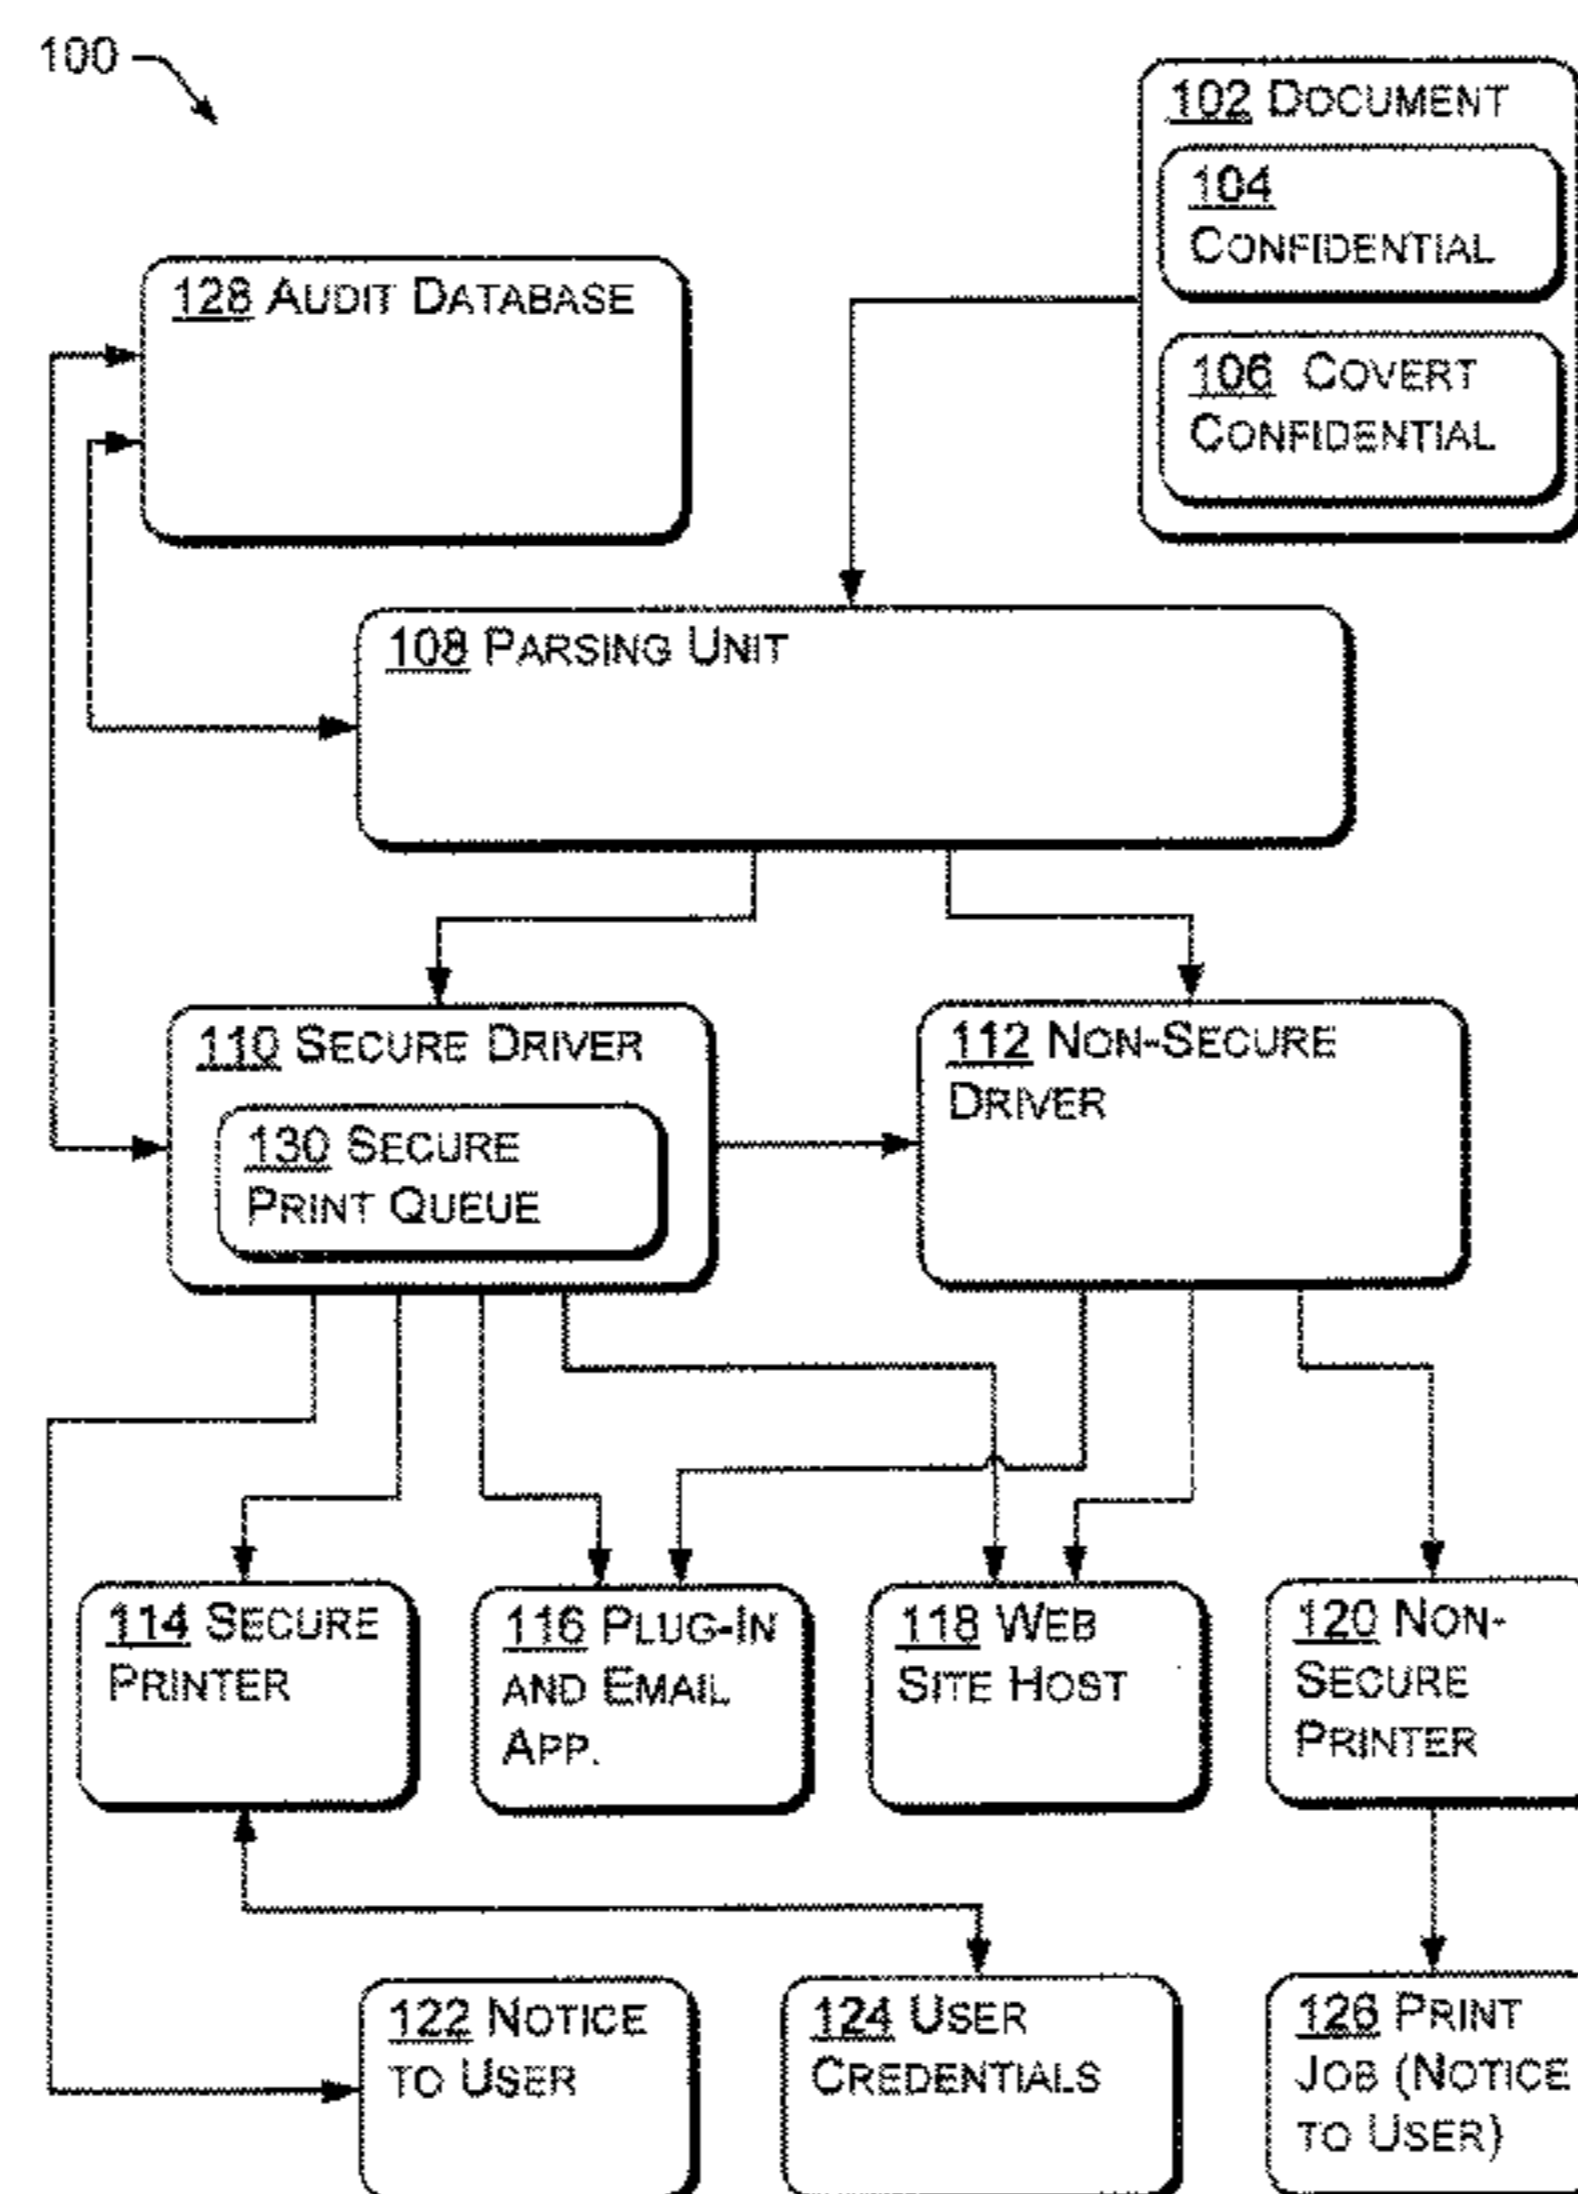 100
102 DOCUMENT
104
CONFIDENTIAL
106 COVERT
CONFIDENTIAL
128 AUDIT DATABASE
108 PARSING UNIT
110 SECURE DRIVER
130 SECURE
PRINT QUEUE
112 NON-SECURE
DRIVER
114 SECURE
PRINTER
116 PLUG-IN
AND EMAIL
APP.
118 WEB
SITE HOST
120 NON-
SECURE
PRINTER
122 NOTICE
TO USER
124 USER
CREDENTIALS
126 PRINT
JOB (NOTICE
TO USER)